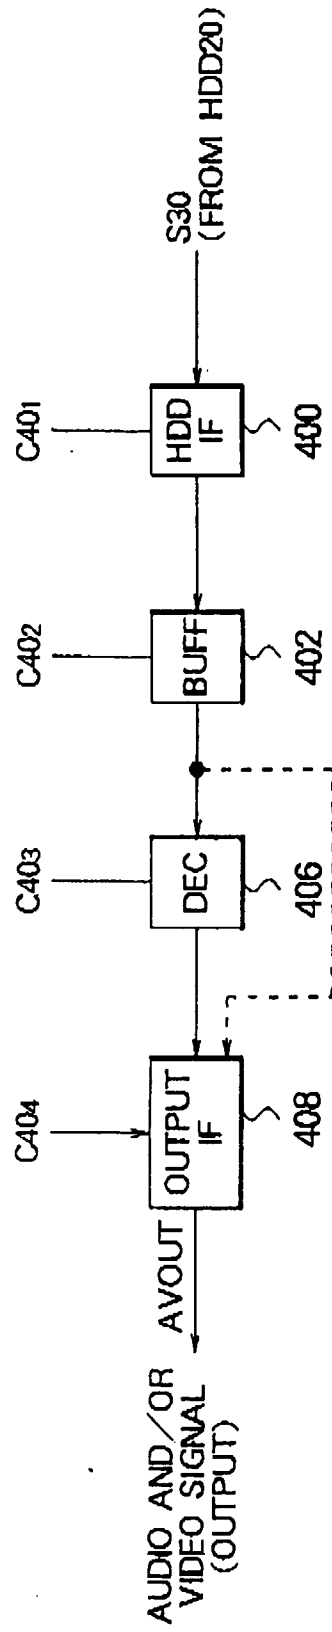 C404
C403
C402
C401
AUDIO AND/OR
VIDEO SIGNAL
(OUTPUT)
AVOUT
OUTPUT
IF
DEC
BUFF
HDD
IF
S30
(FROM HDD20)
408
406
402
400